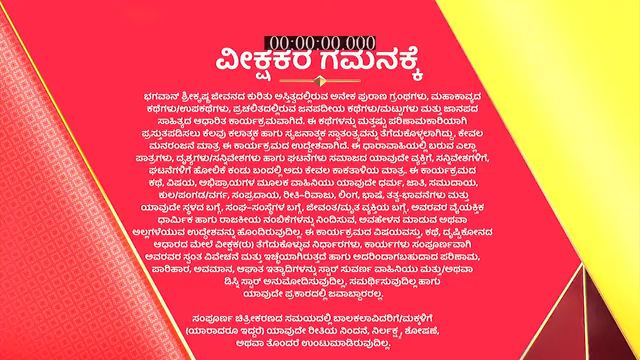 00:00:00.000
ವೀಕ್ಷಕರ ಗಮನಕ್ಕೆ
ಭಗವಾನ್ ಶ್ರೀಕೃಷ್ಣ ಜೀವನದ ಕುರಿತು ಅಸ್ತಿತ್ವದಲ್ಲಿರುವ ಅನೇಕ ಪುರಾಣ ಗ್ರಂಥಗಳು, ಮಹಾಕಾವ್ಯದ
ಕಥೆಗಳು/ಉಪಕಥೆಗಳು, ಪ್ರಚಲಿತದಲ್ಲಿರುವ ಜನಪದೀಯ ಕಥೆಗಳು/ಮಟ್ಟುಗಳು ಮತ್ತು ಜಾನಪದ
ಸಾಹಿತ್ಯದ ಆಧಾರಿತ ಕಾರ್ಯಕ್ರಮವಾಗಿದೆ. ಈ ಕಥೆಗಳನ್ನು ಮತ್ತಷ್ಟು ಪರಿಣಾಮಕಾರಿಯಾಗಿ
ಪ್ರಸ್ತುತಪಡಿಸಲು ಕೆಲವು ಕಲಾತ್ಮಕ ಹಾಗು ಸೃಜನಾತ್ಮಕ ಸ್ವಾತಂತ್ರ್ಯವನ್ನು ತೆಗೆದುಕೊಳ್ಳಲಾಗಿದ್ದು, ಕೇವಲ
ಮನರಂಜನೆ ಮಾತ್ರ ಈ ಕಾರ್ಯಕ್ರಮದ ಉದ್ದೇಶವಾಗಿದೆ. ಈ ಧಾರಾವಾಹಿಯಲ್ಲಿ ಬರುವ ಎಲ್ಲಾ
ಪಾತ್ರಗಳು, ದೃಶ್ಯಗಳು/ಸನ್ನಿವೇಶಗಳು ಹಾಗು ಘಟನೆಗಳು ಸಮಾಜದ ಯಾವುದೇ ವ್ಯಕ್ತಿಗೆ, ಸನ್ನಿವೇಶಗಳಿಗೆ,
ಘಟನೆಗಳಿಗೆ ಹೋಲಿಕೆ ಕಂಡು ಬಂದಲ್ಲಿ ಅದು ಕೇವಲ ಕಾಕತಾಳೀಯ ಮಾತ್ರ. ಈ ಕಾರ್ಯಕ್ರಮದ
ಕಥೆ, ವಿಷಯ, ಅಭಿಪ್ರಾಯಗಳ ಮೂಲಕ ವಾಹಿನಿಯು ಯಾವುದೇ ಧರ್ಮ, ಜಾತಿ, ಸಮುದಾಯ,
ಕುಲ/ಪಂಗಡ/ವರ್ಗ, ಸಂಪ್ರದಾಯ, ರೀತಿ-ರಿವಾಜು, ಲಿಂಗ, ಭಾಷೆ, ತತ್ವ-ಭಾವನೆಗಳು ಮತ್ತು
ಯಾವುದೇ ಸ್ಥಳದ ಬಗ್ಗೆ, ಸಂಘ-ಸಂಸ್ಥೆಗಳ ಬಗ್ಗೆ, ಜೀವಂತ/ಮೃತ ವ್ಯಕ್ತಿಯ ಬಗ್ಗೆ, ಅವರವರ ವೈಯಕ್ತಿಕ
ಧಾರ್ಮಿಕ ಹಾಗು ರಾಜಕೀಯ ನಂಬಿಕೆಗಳನ್ನು ನಿಂದಿಸುವ, ಅವಹೇಳನ ಮಾಡುವ ಅಥವಾ
ಅಲ್ಲಗಳೆಯುವ ಉದ್ದೇಶವನ್ನು ಹೊಂದಿರುವುದಿಲ್ಲ. ಈ ಕಾರ್ಯಕ್ರಮದ ವಿಷಯವಸ್ತು, ಕಥೆ, ದೃಷ್ಟಿಕೋನದ
ಆಧಾರದ ಮೇಲೆ ವೀಕ್ಷಕ(ರು) ತೆಗೆದುಕೊಳ್ಳುವ ನಿರ್ಧಾರಗಳು, ಕಾರ್ಯಗಳು ಸಂಪೂರ್ಣವಾಗಿ
ಅವರವರ ಸ್ವಂತ ವಿವೇಚನೆ ಮತ್ತು ಇಚ್ಛೆಯಾಗಿರುತ್ತದೆ ಹಾಗು ಅದರಿಂದಾಗಬಹುದಾದ ಪರಿಣಾಮ,
ಪಾರಿಹಾರ, ಅವಮಾನ, ಆಘಾತ ಇತ್ಯಾದಿಗಳನ್ನು ಸ್ಟಾರ್ ಸುವರ್ಣ ವಾಹಿನಿಯು ಮತ್ತು/ಅಥವಾ
ಡಿಸ್ನಿ ಸ್ಟಾರ್ ಅನುಮೋದಿಸುವುದಿಲ್ಲ, ಸಮರ್ಥಿಸುವುದಿಲ್ಲ ಹಾಗು
ಯಾವುದೇ ಪ್ರಕಾರದಲ್ಲಿ ಜವಾಬ್ದಾರರಲ್ಲ.
ಸಂಪೂರ್ಣ ಚಿತ್ರೀಕರಣದ ಸಮಯದಲ್ಲಿ ಬಾಲಕಲಾವಿದರಿಗೆ/ಮಕ್ಕಳಿಗೆ
(ಯಾರಾದರೂ ಇದ್ದರೆ) ಯಾವುದೇ ರೀತಿಯ ನಿಂದನೆ, ನಿರ್ಲಕ್ಷ್ಯ, ಶೋಷಣೆ,
ಅಥವಾ ತೊಂದರೆ ಉಂಟುಮಾಡಿರುವುದಿಲ್ಲ.